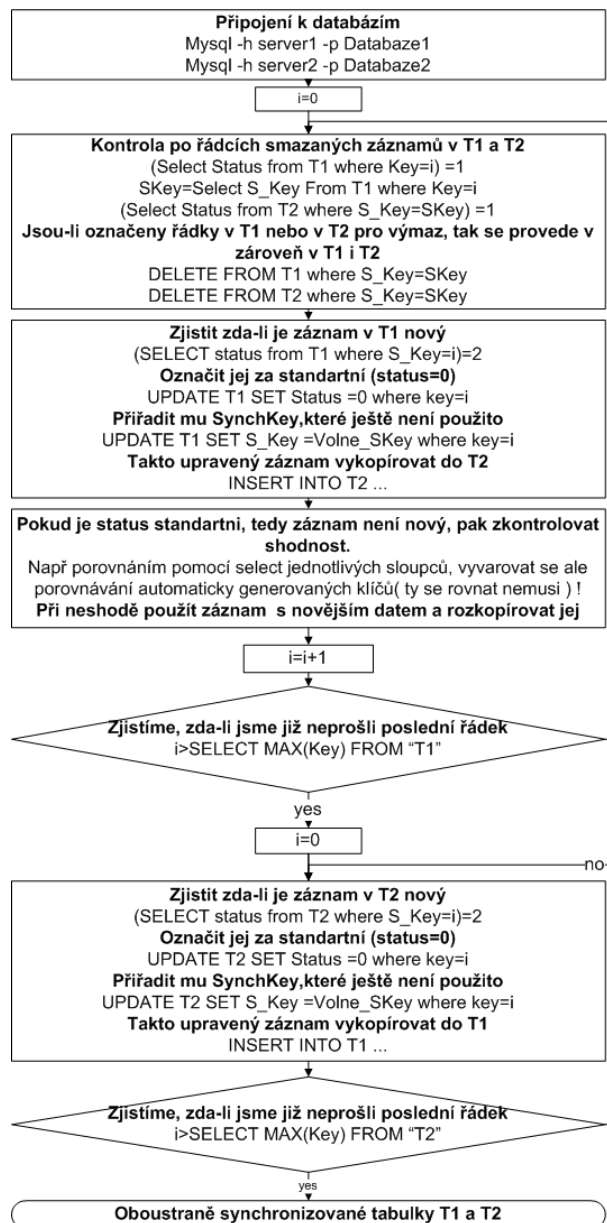 Připojení k databázím
Mysql -h server1 -p Databaze1
Mysql -h server2 -p Databaze2
i=0
Kontrola po řádcích smazaných záznamů v T1 a T2
(Select Status from T1 where Key=i) =1
SKey=Select S_Key From T1 where Key=i
(Select Status from T2 where S_Key=SKey) =1
Jsou-li označeny řádky v T1 nebo v T2 pro výmaz, tak se provede v
zároveň v T1 i T2
DELETE FROM T1 where S_Key=SKey
DELETE FROM T2 where S_Key=SKey
Zjistit zda-li je záznam v T1 nový
(SELECT status from T1 where S_Key=i)=2
Označit jej za standartní (status=0)
UPDATE T1 SET Status =0 where key=i
Přiřadit mu SynchKey,které ještě není použito
UPDATE T1 SET S_Key =Volne_SKey where key=i
Takto upravený záznam vykopírovat do T2
INSERT INTO T2 ...
Pokud je status standartni, tedy záznam není nový, pak zkontrolovat
shodnost.
Např porovnáním pomocí select jednotlivých sloupců, vyvarovat se ale
porovnávání automaticky generovaných klíčů( ty se rovnat nemusi ) !
Při neshodě použít záznam s novějším datem a rozkopírovat jej
i=i+1
Zjistíme, zda-li jsme již neprošli poslední řádek
i>SELECT MAX(Key) FROM “T1”
yes
i=0
no
Zjistit zda-li je záznam v T2 nový
(SELECT status from T2 where S_Key=i)=2
Označit jej za standartní (status=0)
UPDATE T2 SET Status =0 where key=i
Přiřadit mu SynchKey,které ještě není použito
UPDATE T2 SET S_Key =Volne_SKey where key=i
Takto upravený záznam vykopírovat do T1
INSERT INTO T1 ...
Zjistíme, zda-li jsme již neprošli poslední řádek
i>SELECT MAX(Key) FROM “T2”
yes
Oboustraně synchronizované tabulky T1 a T2